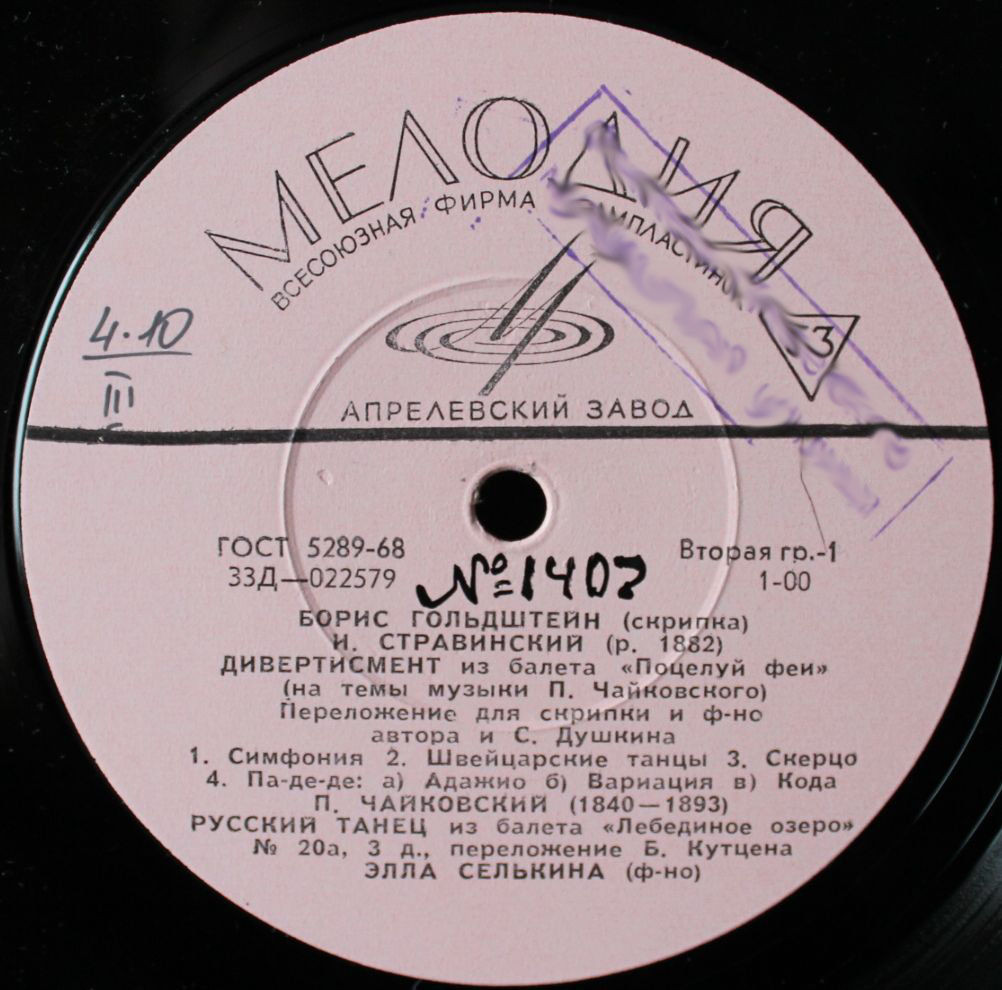 МЕЛОДИЯ
ВСЕСОЮЗНАЯ ФИРМА ГРАМПЛАСТИНОК
33
4.10
III
АПРЕЛЕВСКИЙ ЗАВОД
ГОСТ 5289-68
Вторая гр.-1
33Д—022579
№1407
1-00
БОРИС ГОЛЬДШТЕЙН (скрипка)
И. СТРАВИНСКИЙ (р. 1882)
ДИВЕРТИСМЕНТ из балета «Поцелуй феи»
(на темы музыки П. Чайковского)
Переложение для скрипки и ф-но
автора и С. Душкина
1. Симфония 2. Швейцарские танцы 3. Скерцо
4. Па-де-де: а) Адажио б) Вариация в) Кода
П. ЧАЙКОВСКИЙ (1840—1893)
РУССКИЙ ТАНЕЦ из балета «Лебединое озеро»
№ 20а, 3 д., переложение Б. Кутцена
ЭЛЛА СЕЛЬКИНА (ф-но)